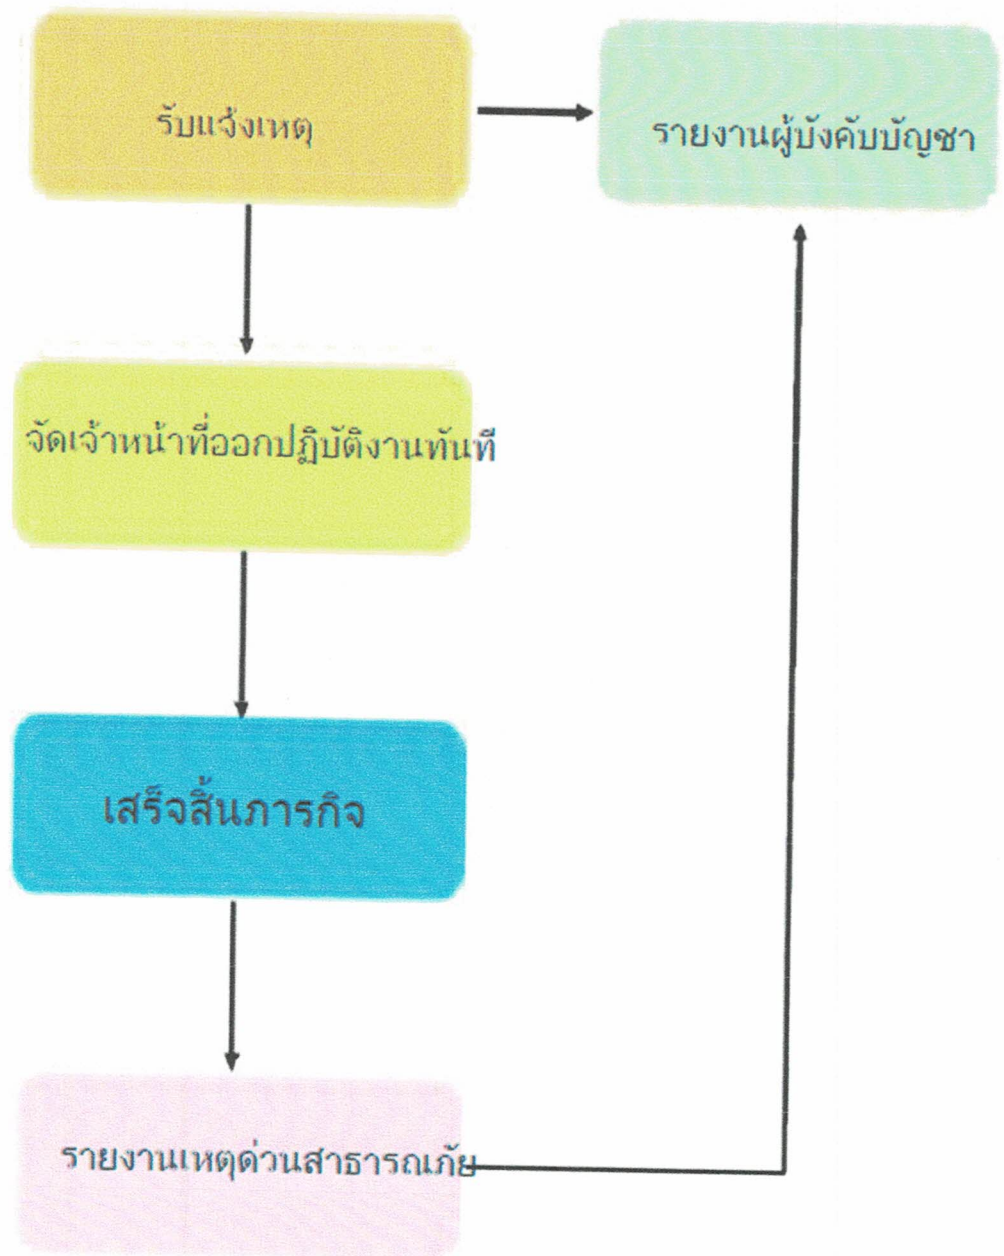 รับแจ้งเหตุ
รายงานผู้บังคับบัญชา
จัดเจ้าหน้าที่ออกปฏิบัติงานทันที
เสร็จสิ้นภารกิจ
รายงานเหตุด่วนสาธารณภัย